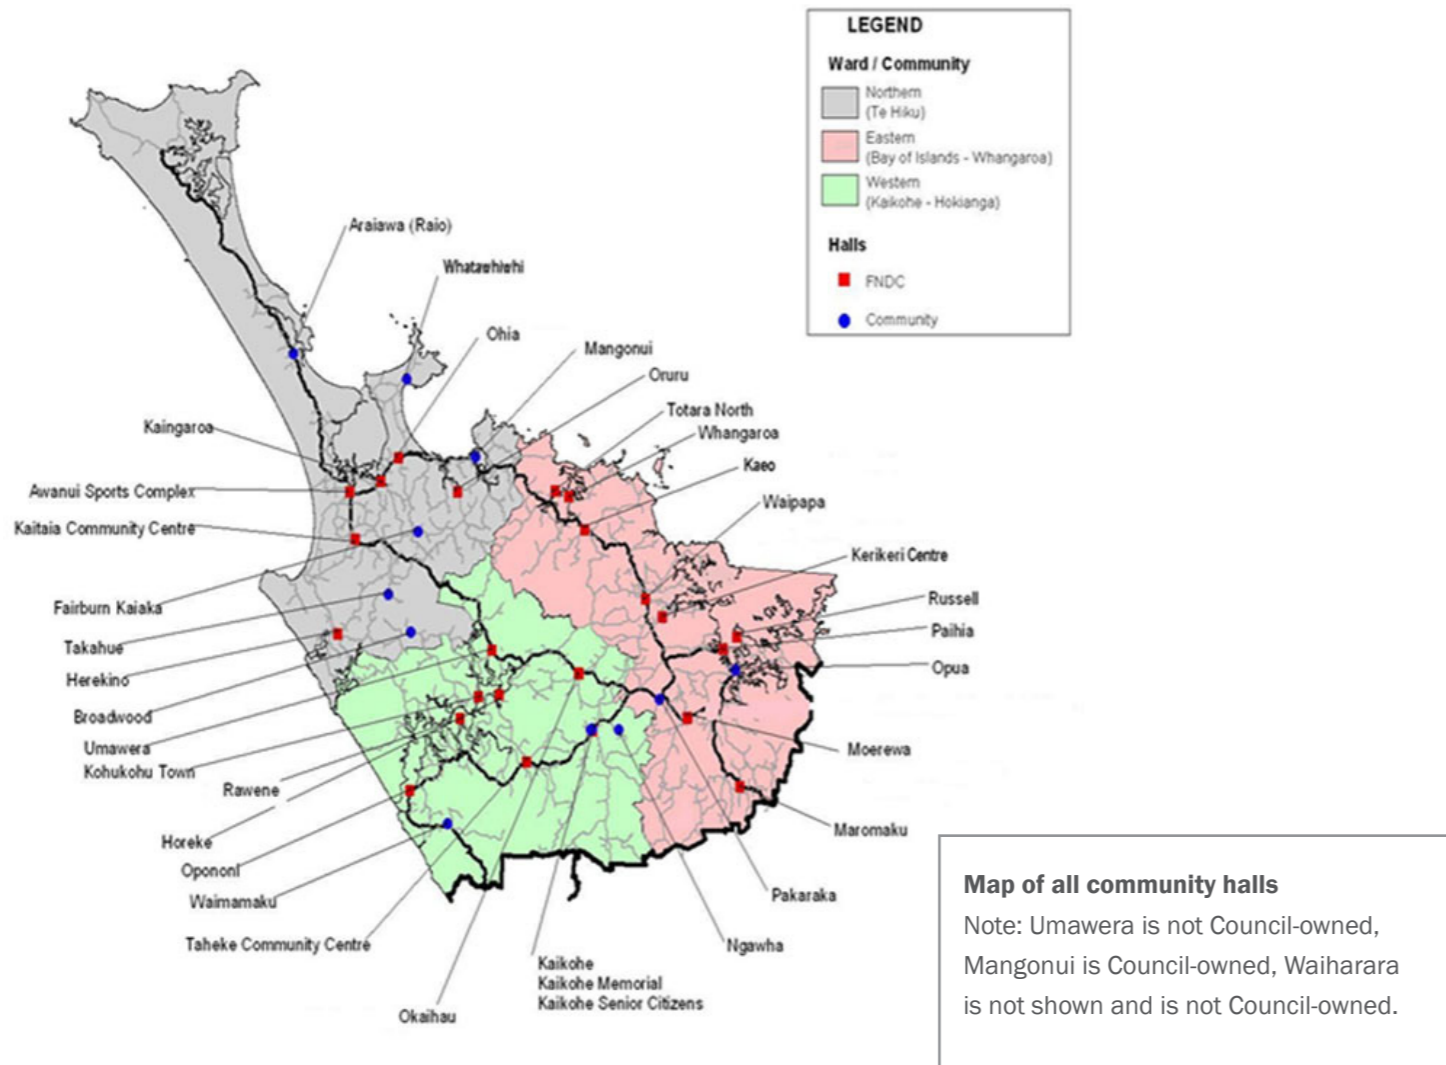 LEGEND
Ward / Community
Northern
(Te Hiku)
Eastern
(Bay of Islands - Whangaroa)
Western
(Kaikohe - Hokianga)
Halls
FNDC
Community
Araiawa (Raio)
Ohia
Mangonui
Oruru
Totara North
Whangaroa
Kaeo
Waipapa
Kerikeri Centre
Russell
Paihia
Opua
Moerewa
Maromaku
Pakaraka
Ngawha
Kaikohe
Kaikohe Memorial
Kaikohe Senior Citizens
Okaihau
Kaingaroa
Awanui Sports Complex
Kaitaia Community Centre
Fairburn Kaiaka
Takahue
Herekino
Broadwood
Umawera
Kohukohu Town
Rawene
Horeke
Opononi
Waimamaku
Taheke Community Centre
Map of all community halls
Note: Umawera is not Council-owned,
Mangonui is Council-owned, Waiharara
is not shown and is not Council-owned.